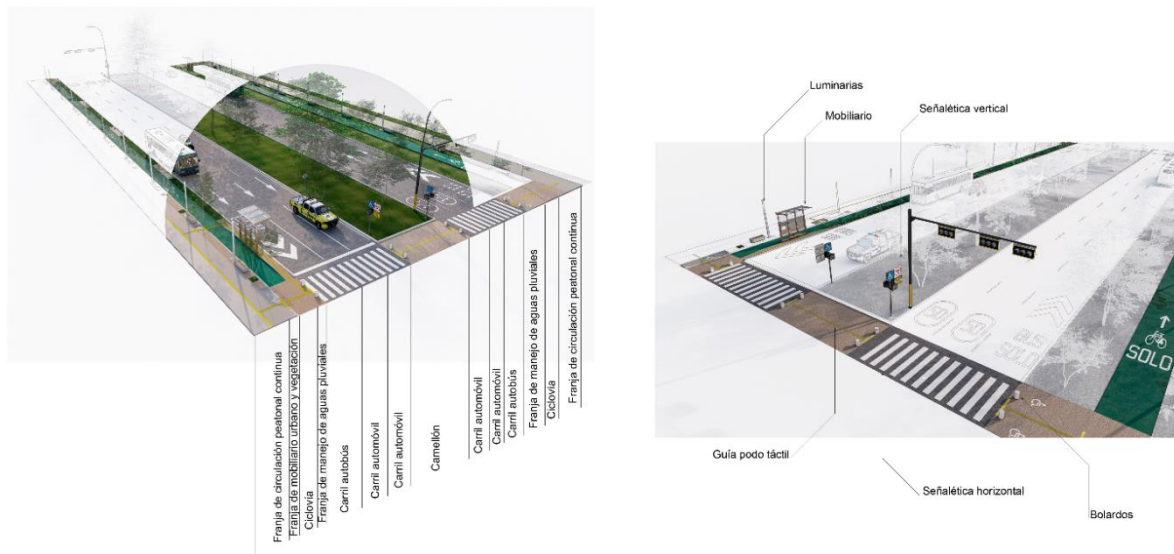 Franja de circulación peatonal continua
Franja de mobiliario urbano y vegetación
Ciclovía
Franja de manejo de aguas pluviales
Carril autobús
Carril automóvil
Carril automóvil
Camellón
Carril automóvil
Carril automóvil
Carril autobús
Franja de manejo de aguas pluviales
Ciclovía
Franja de circulación peatonal continua
Luminarias
Mobiliario
Señalética vertical
SOLO
BUS
SOLO
Guía podo táctil
Señalética horizontal
Bolardos